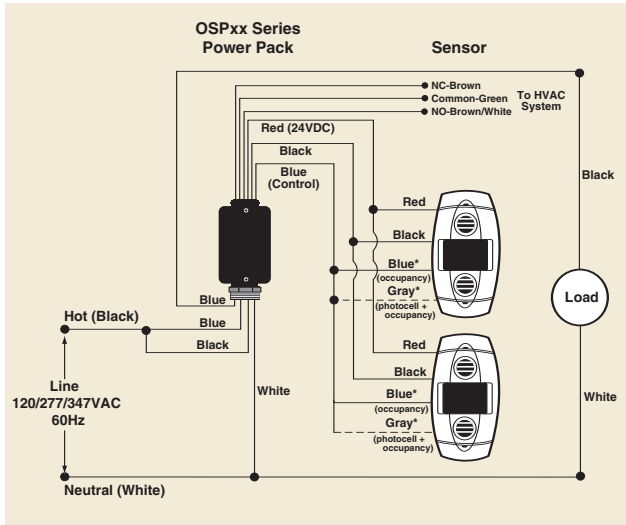 OSPxx Series
Power Pack
Sensor
NC-Brown
Common-Green
NO-Brown/White
To HVAC
System
Red (24VDC)
Black
Blue
(Control)
Black
Red
Black
Blue*
(occupancy)
Gray*
(photocell +
occupancy)
Load
Blue
Hot (Black)
Blue
Black
Red
Black
Blue*
(occupancy)
Gray*
(photocell +
occupancy)
Line
120/277/347VAC
60Hz
White
White
Neutral (White)